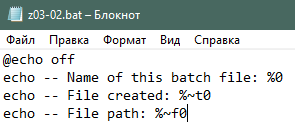 z03-02.bat – Блокнот
Файл Правка Формат Вид Справка
@echo off
echo -- Name of this batch file: %0
echo -- File created: %~t0
echo -- File path: %~f0